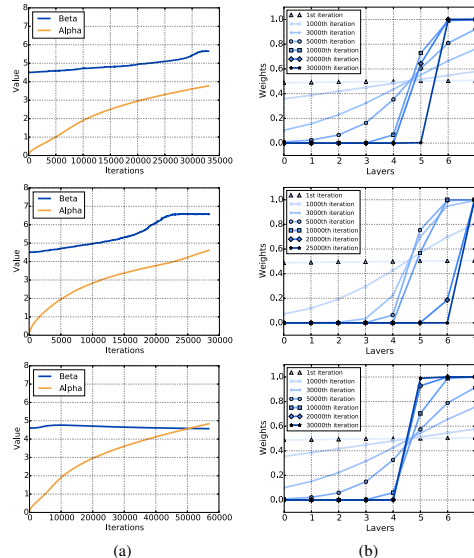 8
7
6
5
4
3
2
1
0
Value
Beta
Alpha
0 5000 10000 15000 20000 25000 30000 35000
Iterations
1.0
0.8
0.6
0.4
0.2
0.0
Weights
1st iteration
1000th iteration
3000th iteration
5000th iteration
10000th iteration
20000th iteration
30000th iteration
0 1 2 3 4 5 6
Layers
8
7
6
5
4
3
2
1
0
Value
Beta
Alpha
0 5000 10000 15000 20000 25000 30000
Iterations
1.0
0.8
0.6
0.4
0.2
0.0
Weights
1st iteration
1000th iteration
3000th iteration
5000th iteration
10000th iteration
20000th iteration
25000th iteration
0 1 2 3 4 5 6
Layers
8
7
6
5
4
3
2
1
0
Value
Beta
Alpha
0 10000 20000 30000 40000 50000 60000
Iterations
1.0
0.8
0.6
0.4
0.2
0.0
Weights
1st iteration
1000th iteration
3000th iteration
5000th iteration
10000th iteration
20000th iteration
30000th iteration
0 1 2 3 4 5 6
Layers
(a) (b)